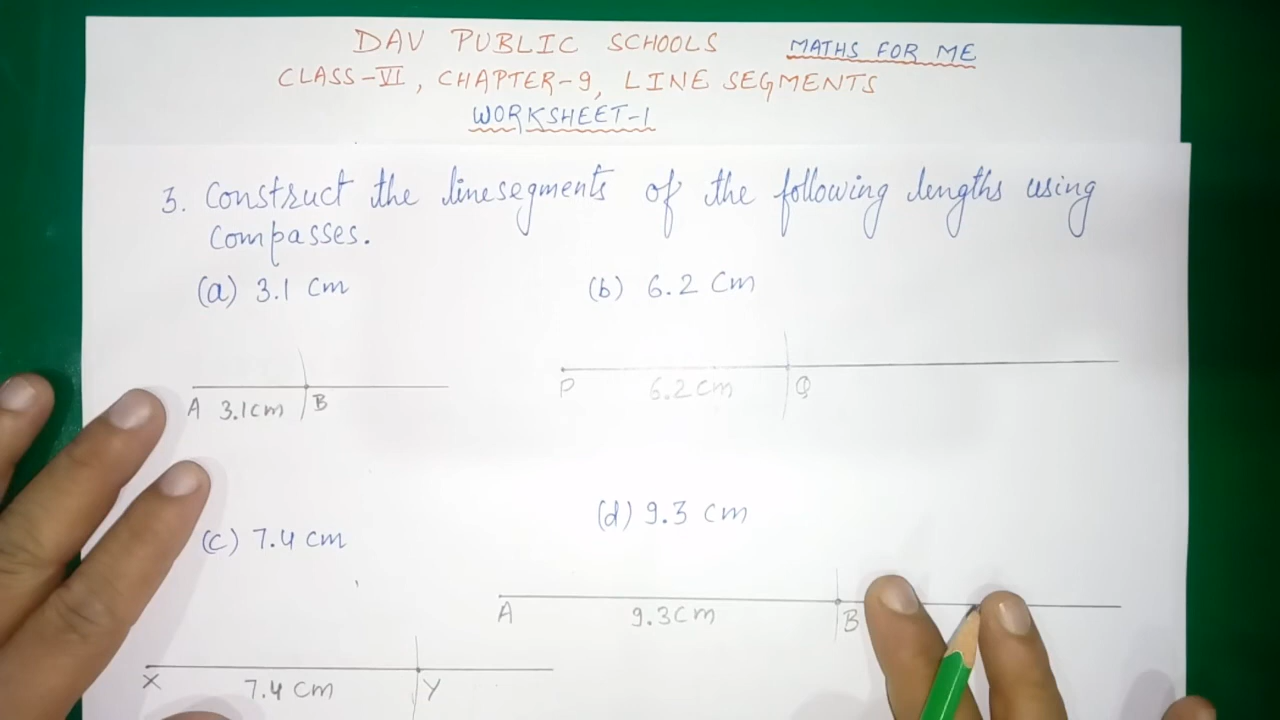 DAV PUBLIC SCHOOLS MATHS FOR ME
CLASS-VI, CHAPTER-9, LINE SEGMENTS
WORKSHEET-1
3. Construct the linesegments of the following lengths using
Compasses.
(a) 3.1 cm (b) 6.2 Cm
A 3.1cm B
P 6.2 cm Q
(c) 7.4 cm (d) 9.3 cm
A 9.3cm B
X 7.4 cm Y